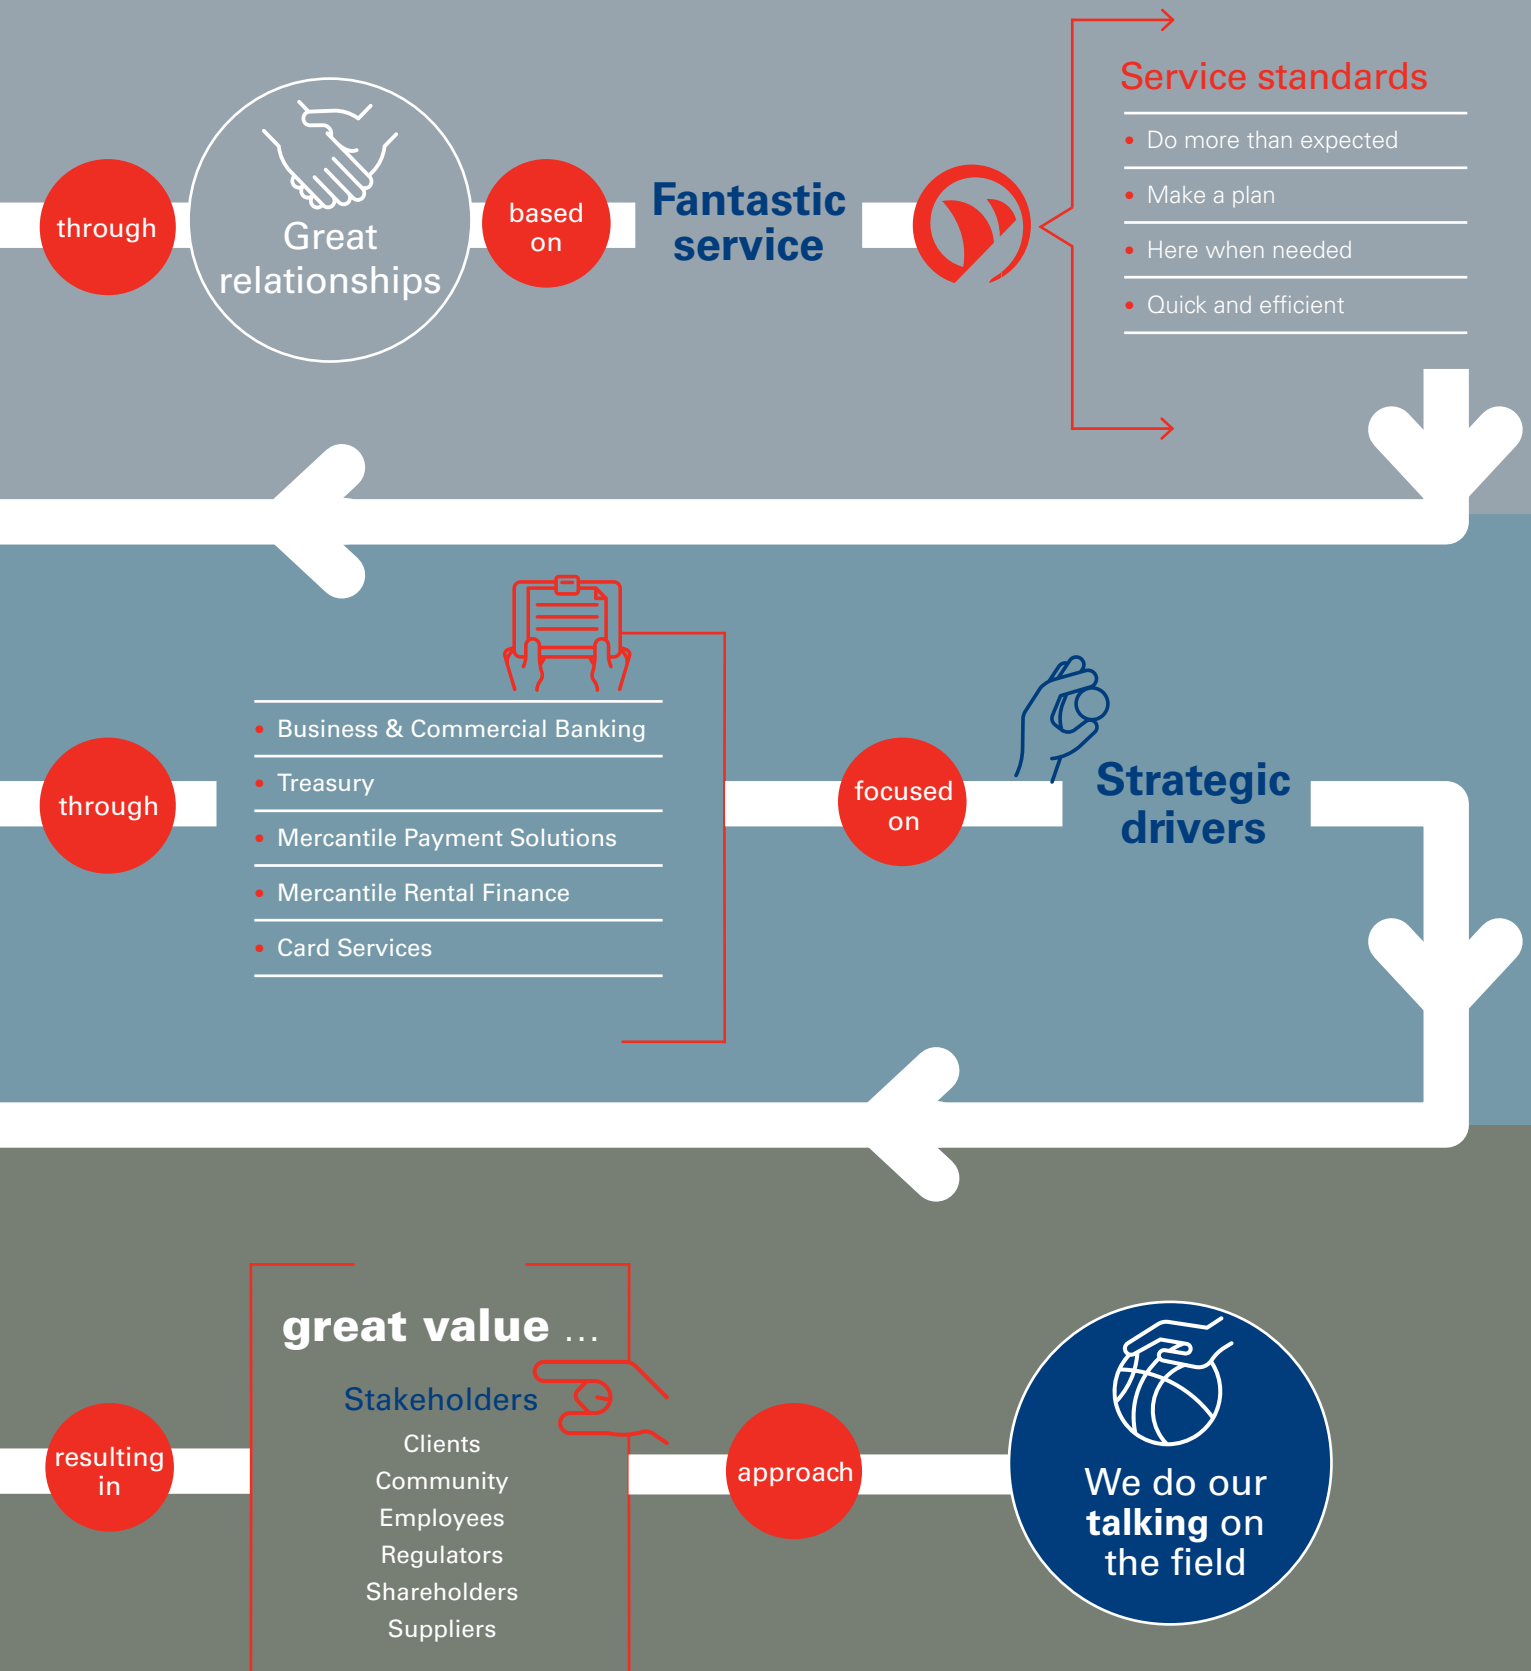 through
Great
relationships
based
on
Fantastic
service
Service standards
• Do more than expected
• Make a plan
• Here when needed
• Quick and efficient
through
• Business & Commercial Banking
• Treasury
• Mercantile Payment Solutions
• Mercantile Rental Finance
• Card Services
focused
on
Strategic
drivers
resulting
in
great value ...
Stakeholders
Clients
Community
Employees
Regulators
Shareholders
Suppliers
approach
We do our
talking on
the field